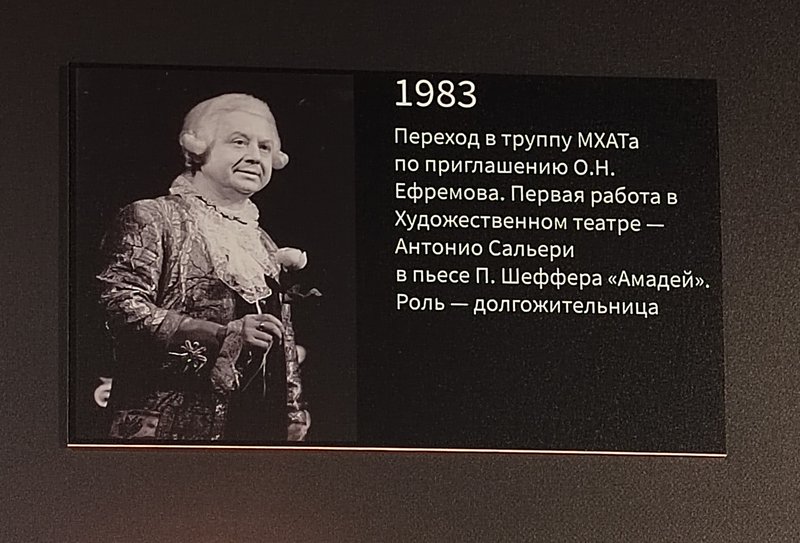 1983
Переход в труппу МХАТа
по приглашению О.Н.
Ефремова. Первая работа в
Художественном театре —
Антонио Сальери
в пьесе П. Шеффера «Амадей».
Роль — долгожительница